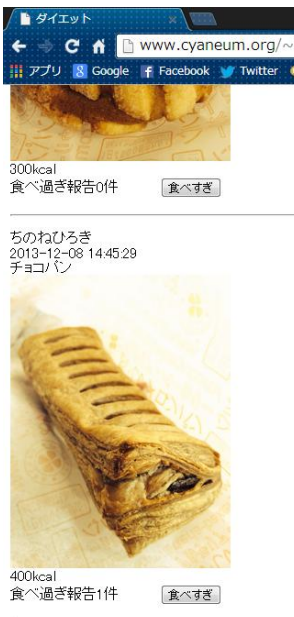 ダイエット
www.cyaneum.org/~
アプリ Google Facebook Twitter
300kcal
食べ過ぎ報告0件 食べすぎ
ちのねひろき
2013-12-08 14:45:29
チョコパン
400kcal
食べ過ぎ報告1件 食べすぎ